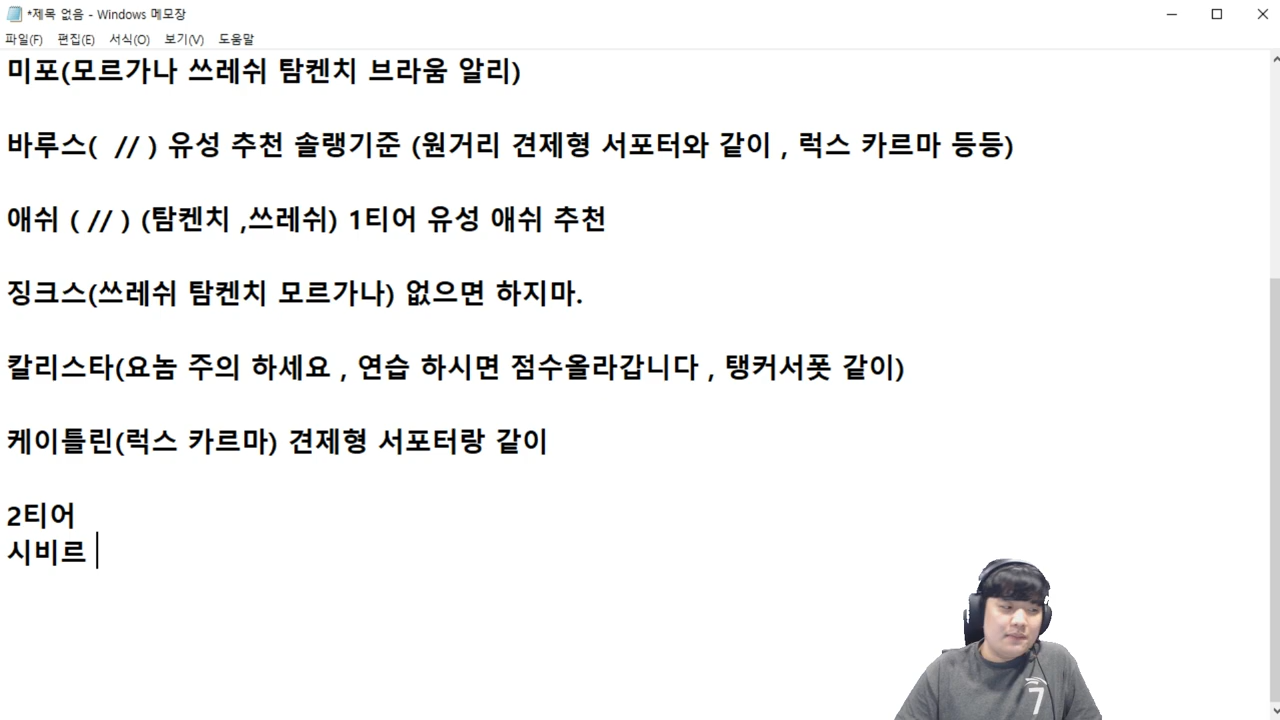 *제목 없음 - Windows 메모장
파일(F) 편집(E) 서식(O) 보기(V) 도움말
미포(모르가나 쓰레쉬 탐켄치 브라움 알리)
바루스(  // ) 유성 추천 솔랭기준 (원거리 견제형 서포터와 같이 , 럭스 카르마 등등)
애쉬 ( // ) (탐켄치 ,쓰레쉬) 1티어 유성 애쉬 추천
징크스(쓰레쉬 탐켄치 모르가나) 없으면 하지마.
칼리스타(요놈 주의 하세요 , 연습 하시면 점수올라갑니다 , 탱커서폿 같이)
케이틀린(럭스 카르마) 견제형 서포터랑 같이
2티어
시비르
7